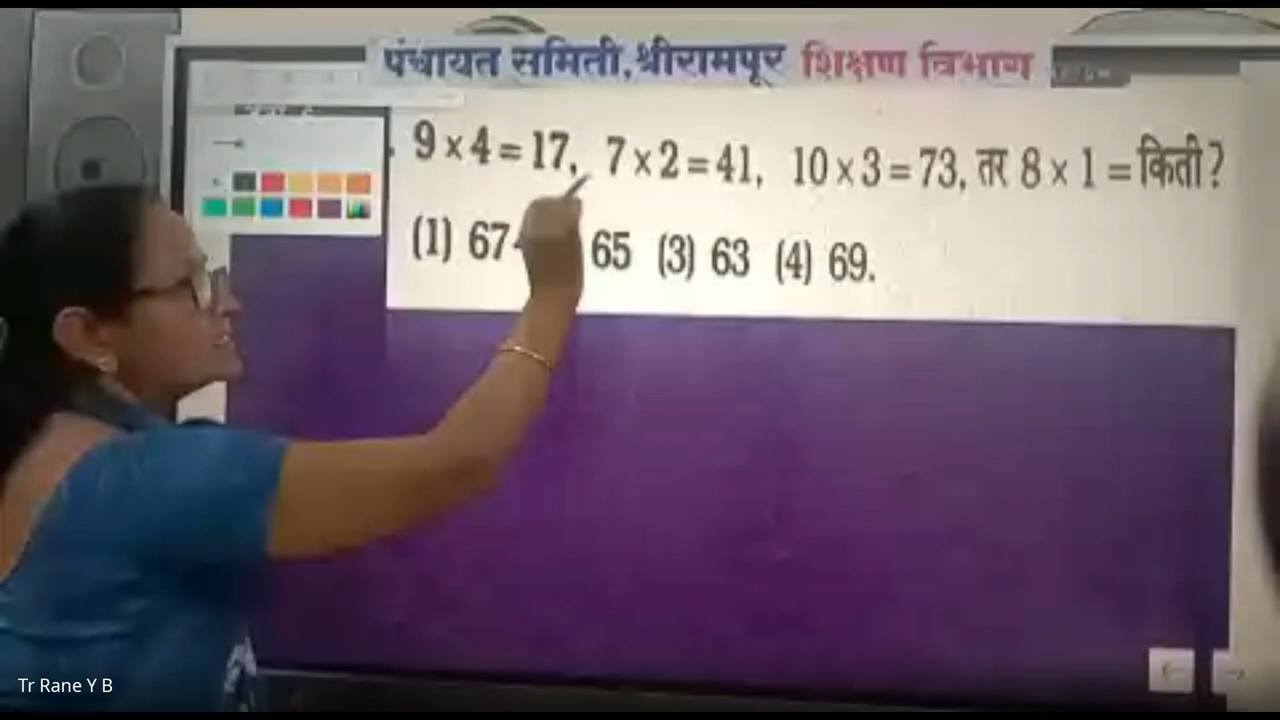 पंचायत समिती,श्रीरामपूर शिक्षण विभाग
9 × 4 = 17, 7 × 2 = 41, 10 × 3 = 73, तर 8 × 1 = किती ?
(1) 67 65 (3) 63 (4) 69.
Tr Rane Y B